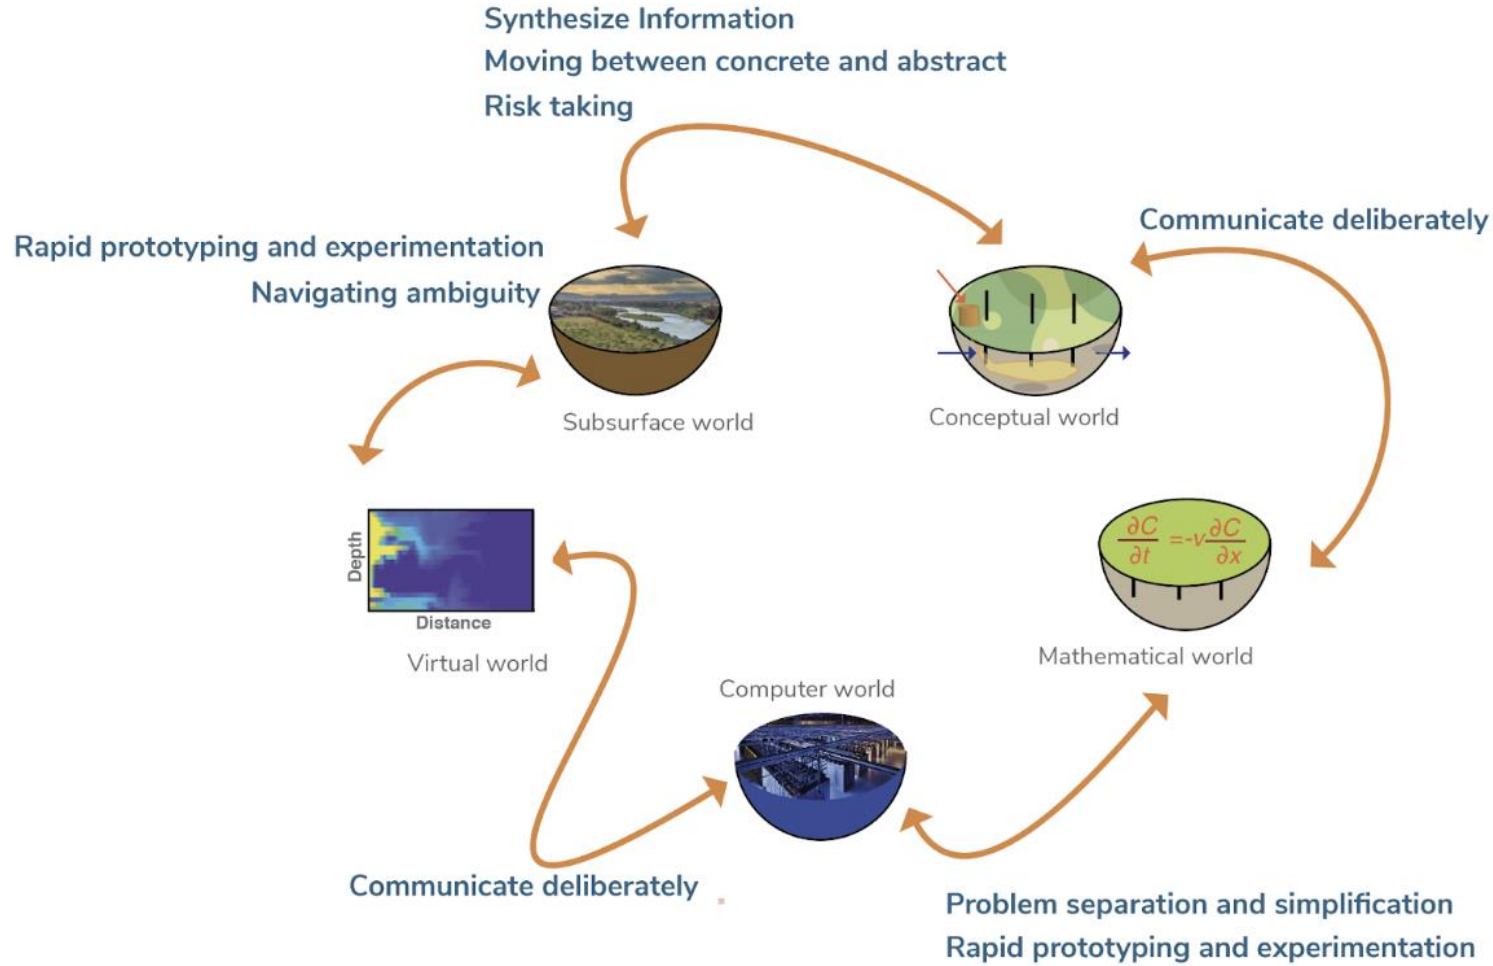 Synthesize Information
Moving between concrete and abstract
Risk taking
Communicate deliberately
Rapid prototyping and experimentation
Navigating ambiguity
Subsurface world
Conceptual world
∂C/∂t =-v ∂C/∂x
Depth
Distance
Virtual world
Mathematical world
Computer world
Communicate deliberately
Problem separation and simplification
Rapid prototyping and experimentation